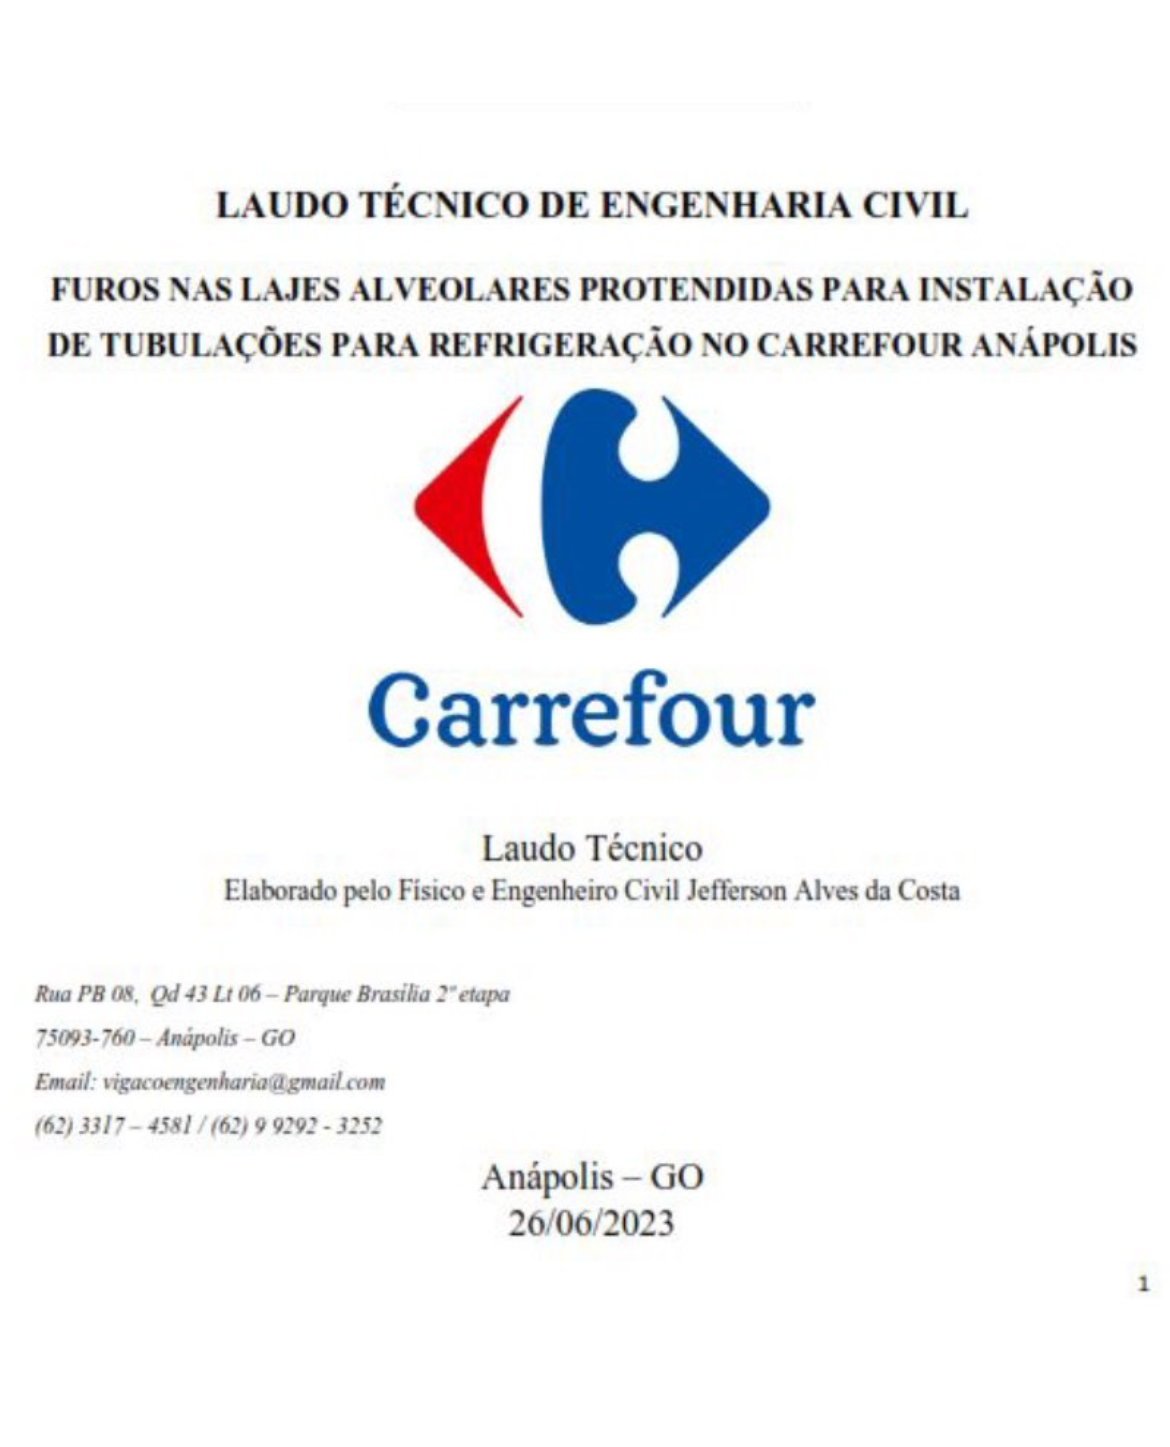 LAUDO TÉCNICO DE ENGENHARIA CIVIL
FUROS NAS LAJES ALVEOLARES PROTENDIDAS PARA INSTALAÇÃO
DE TUBULAÇÕES PARA REFRIGERAÇÃO NO CARREFOUR ANÁPOLIS
Carrefour
Laudo Técnico
Elaborado pelo Físico e Engenheiro Civil Jefferson Alves da Costa
Rua PB 08, Qd 43 Lt 06 – Parque Brasília 2ª etapa
75093-760 – Anápolis – GO
Email: vigacoengenharia@gmail.com
(62) 3317 – 4581 / (62) 9 9292 - 3252
Anápolis – GO
26/06/2023
1